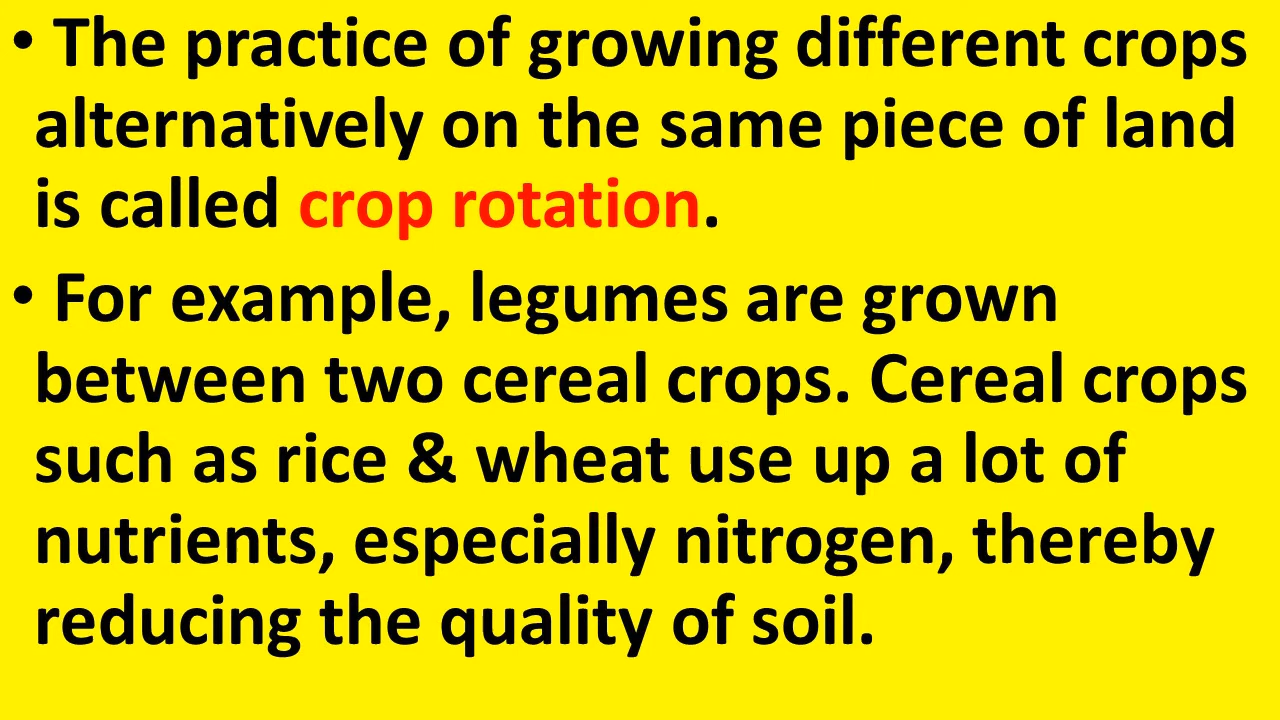 • The practice of growing different crops
alternatively on the same piece of land
is called crop rotation.
• For example, legumes are grown
between two cereal crops. Cereal crops
such as rice & wheat use up a lot of
nutrients, especially nitrogen, thereby
reducing the quality of soil.